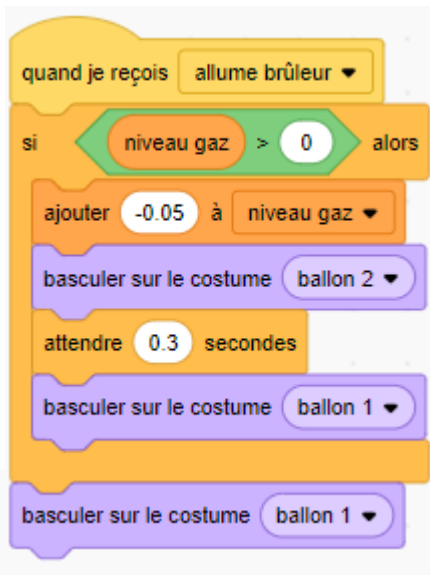 quand je reçois allume brûleur
si niveau gaz > 0 alors
ajouter -0.05 à niveau gaz
basculer sur le costume ballon 2
attendre 0.3 secondes
basculer sur le costume ballon 1
basculer sur le costume ballon 1